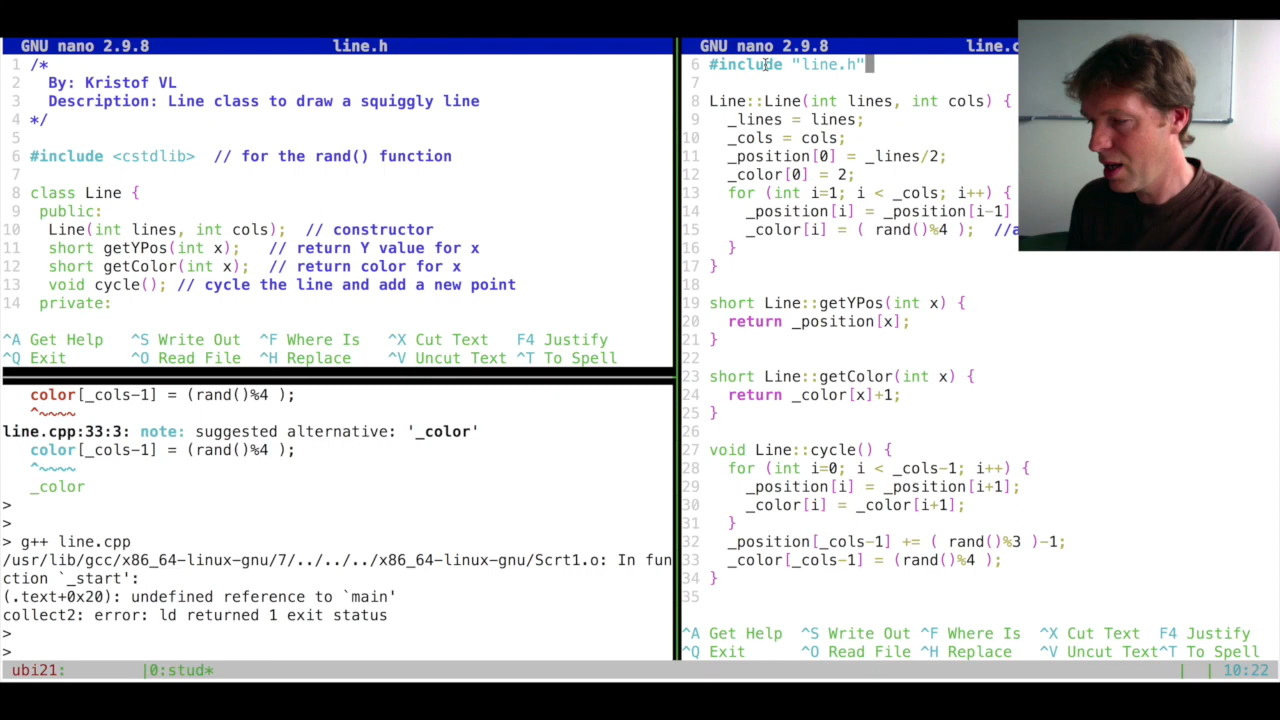 GNU nano 2.9.8 line.h
1 /*
2 By: Kristof VL
3 Description: Line class to draw a squiggly line
4 */
5
6 #include <cstdlib> // for the rand() function
7
8 class Line {
9 public:
10 Line(int lines, int cols); // constructor
11 short getYPos(int x); // return Y value for x
12 short getColor(int x); // return color for x
13 void cycle(); // cycle the line and add a new point
14 private:
^A Get Help ^S Write Out ^F Where Is ^X Cut Text F4 Justify
^Q Exit ^O Read File ^H Replace ^V Uncut Text ^T To Spell
color[_cols-1] = (rand()%4 );
^~~~~
line.cpp:33:3: note: suggested alternative: '_color'
color[_cols-1] = (rand()%4 );
^~~~~
_color
>
>
> g++ line.cpp
/usr/lib/gcc/x86_64-linux-gnu/7/../../../x86_64-linux-gnu/Scrt1.o: In fun
ction `_start':
(.text+0x20): undefined reference to `main'
collect2: error: ld returned 1 exit status
>
>
GNU nano 2.9.8 line.c
6 #include "line.h"
7
8 Line::Line(int lines, int cols) {
9 _lines = lines;
10 _cols = cols;
11 _position[0] = _lines/2;
12 _color[0] = 2;
13 for (int i=1; i < _cols; i++) {
14 _position[i] = _position[i-1]
15 _color[i] = ( rand()%4 ); //a
16 }
17 }
18
19 short Line::getYPos(int x) {
20 return _position[x];
21 }
22
23 short Line::getColor(int x) {
24 return _color[x]+1;
25 }
26
27 void Line::cycle() {
28 for (int i=0; i < _cols-1; i++) {
29 _position[i] = _position[i+1];
30 _color[i] = _color[i+1];
31 }
32 _position[_cols-1] += ( rand()%3 )-1;
33 _color[_cols-1] = (rand()%4 );
34 }
35
^A Get Help ^S Write Out ^F Where Is ^X Cut Text F4 Justify
^Q Exit ^O Read File ^H Replace ^V Uncut Text^T To Spell
ubi21: |0:stud* | | 10:22